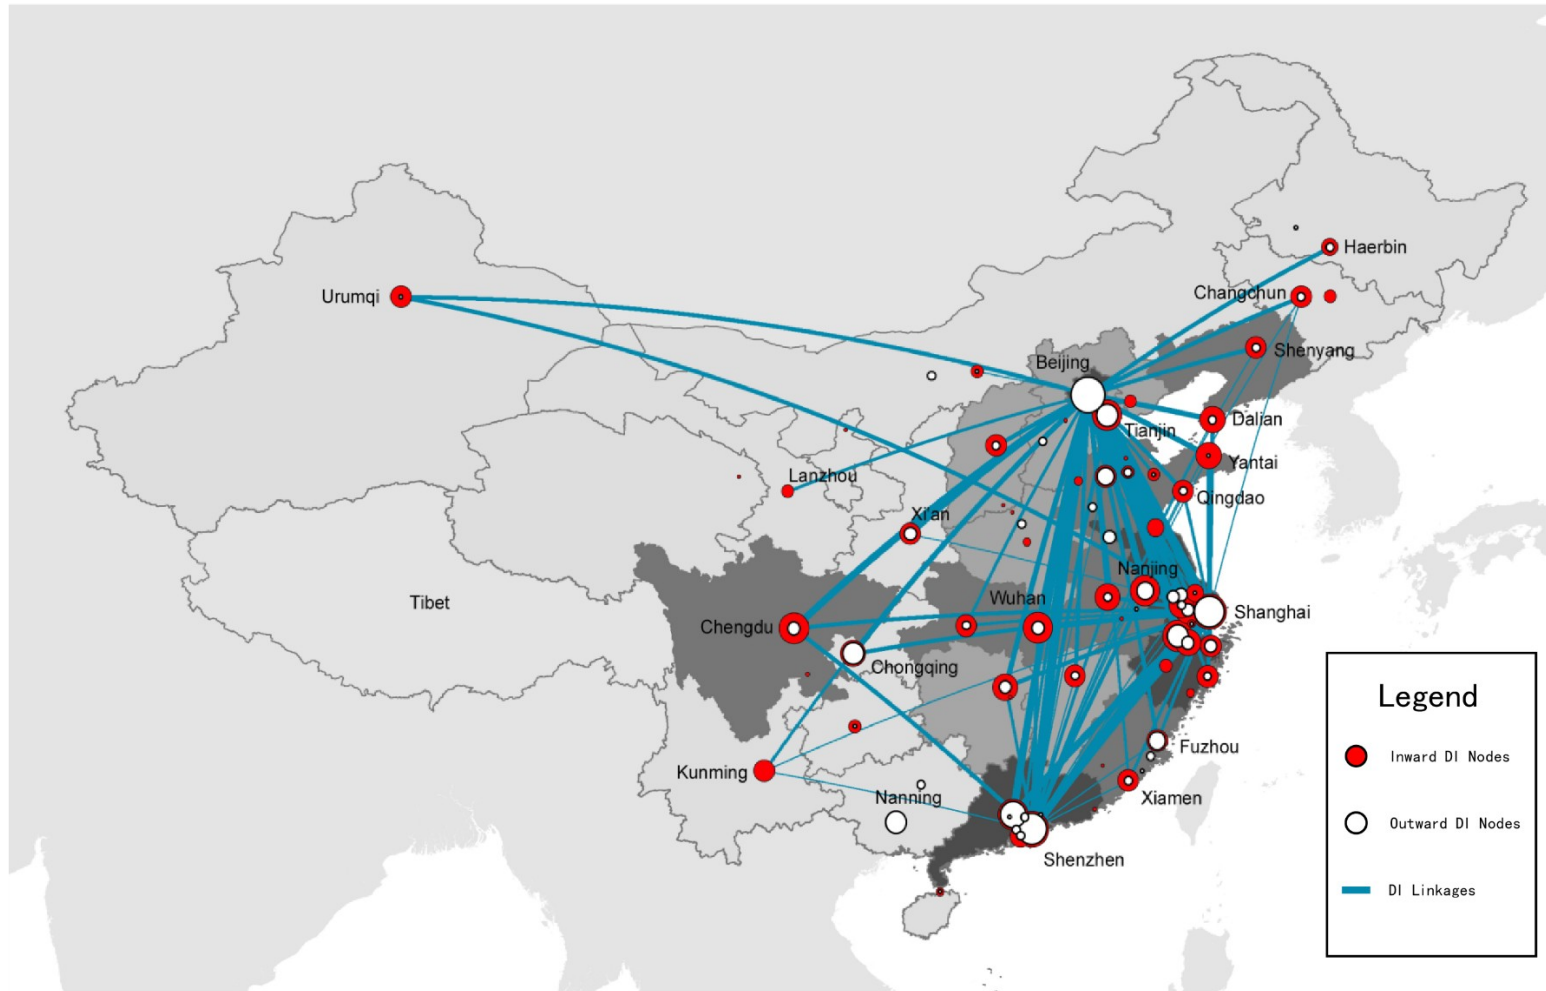 Haerbin
Urumqi
Changchun
Shenyang
Beijing
Dalian
Tianjin
Yantai
Lanzhou
Qingdao
Xi'an
Nanjing
Tibet
Wuhan
Shanghai
Chengdu
Chongqing
Fuzhou
Kunming
Nanning
Xiamen
Shenzhen
Legend
Inward DI Nodes
Outward DI Nodes
DI Linkages